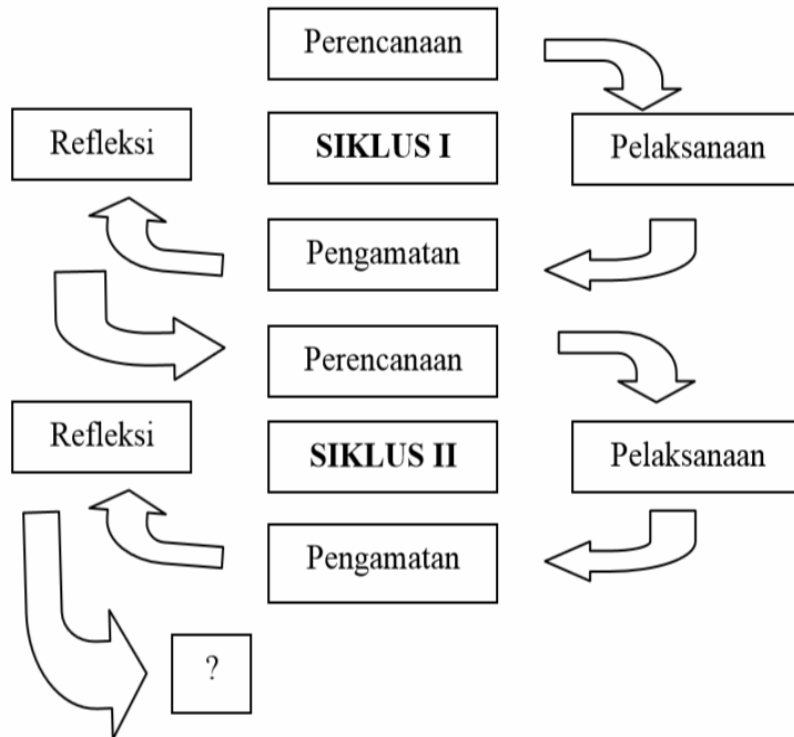 Perencanaan
Refleksi
SIKLUS I
Pelaksanaan
Pengamatan
Perencanaan
Refleksi
SIKLUS II
Pelaksanaan
Pengamatan
?